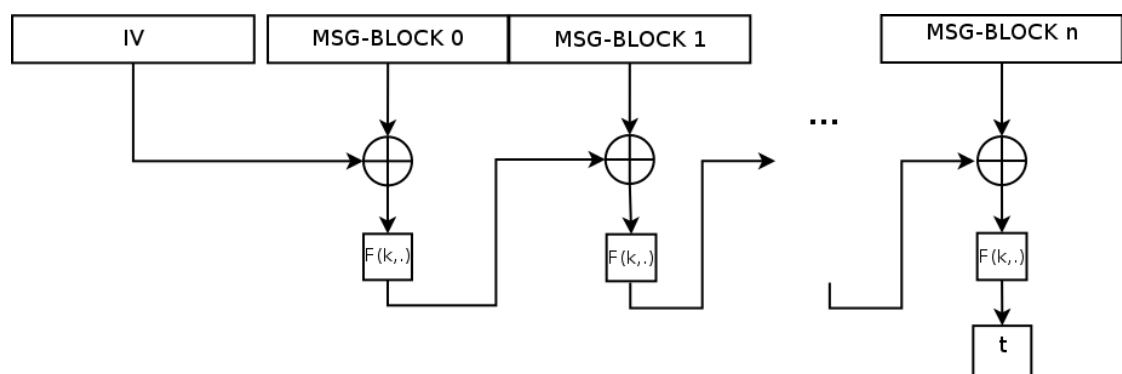 IV
MSG-BLOCK 0
MSG-BLOCK 1
MSG-BLOCK n
...
F(k,.)
F(k,.)
F(k,.)
t